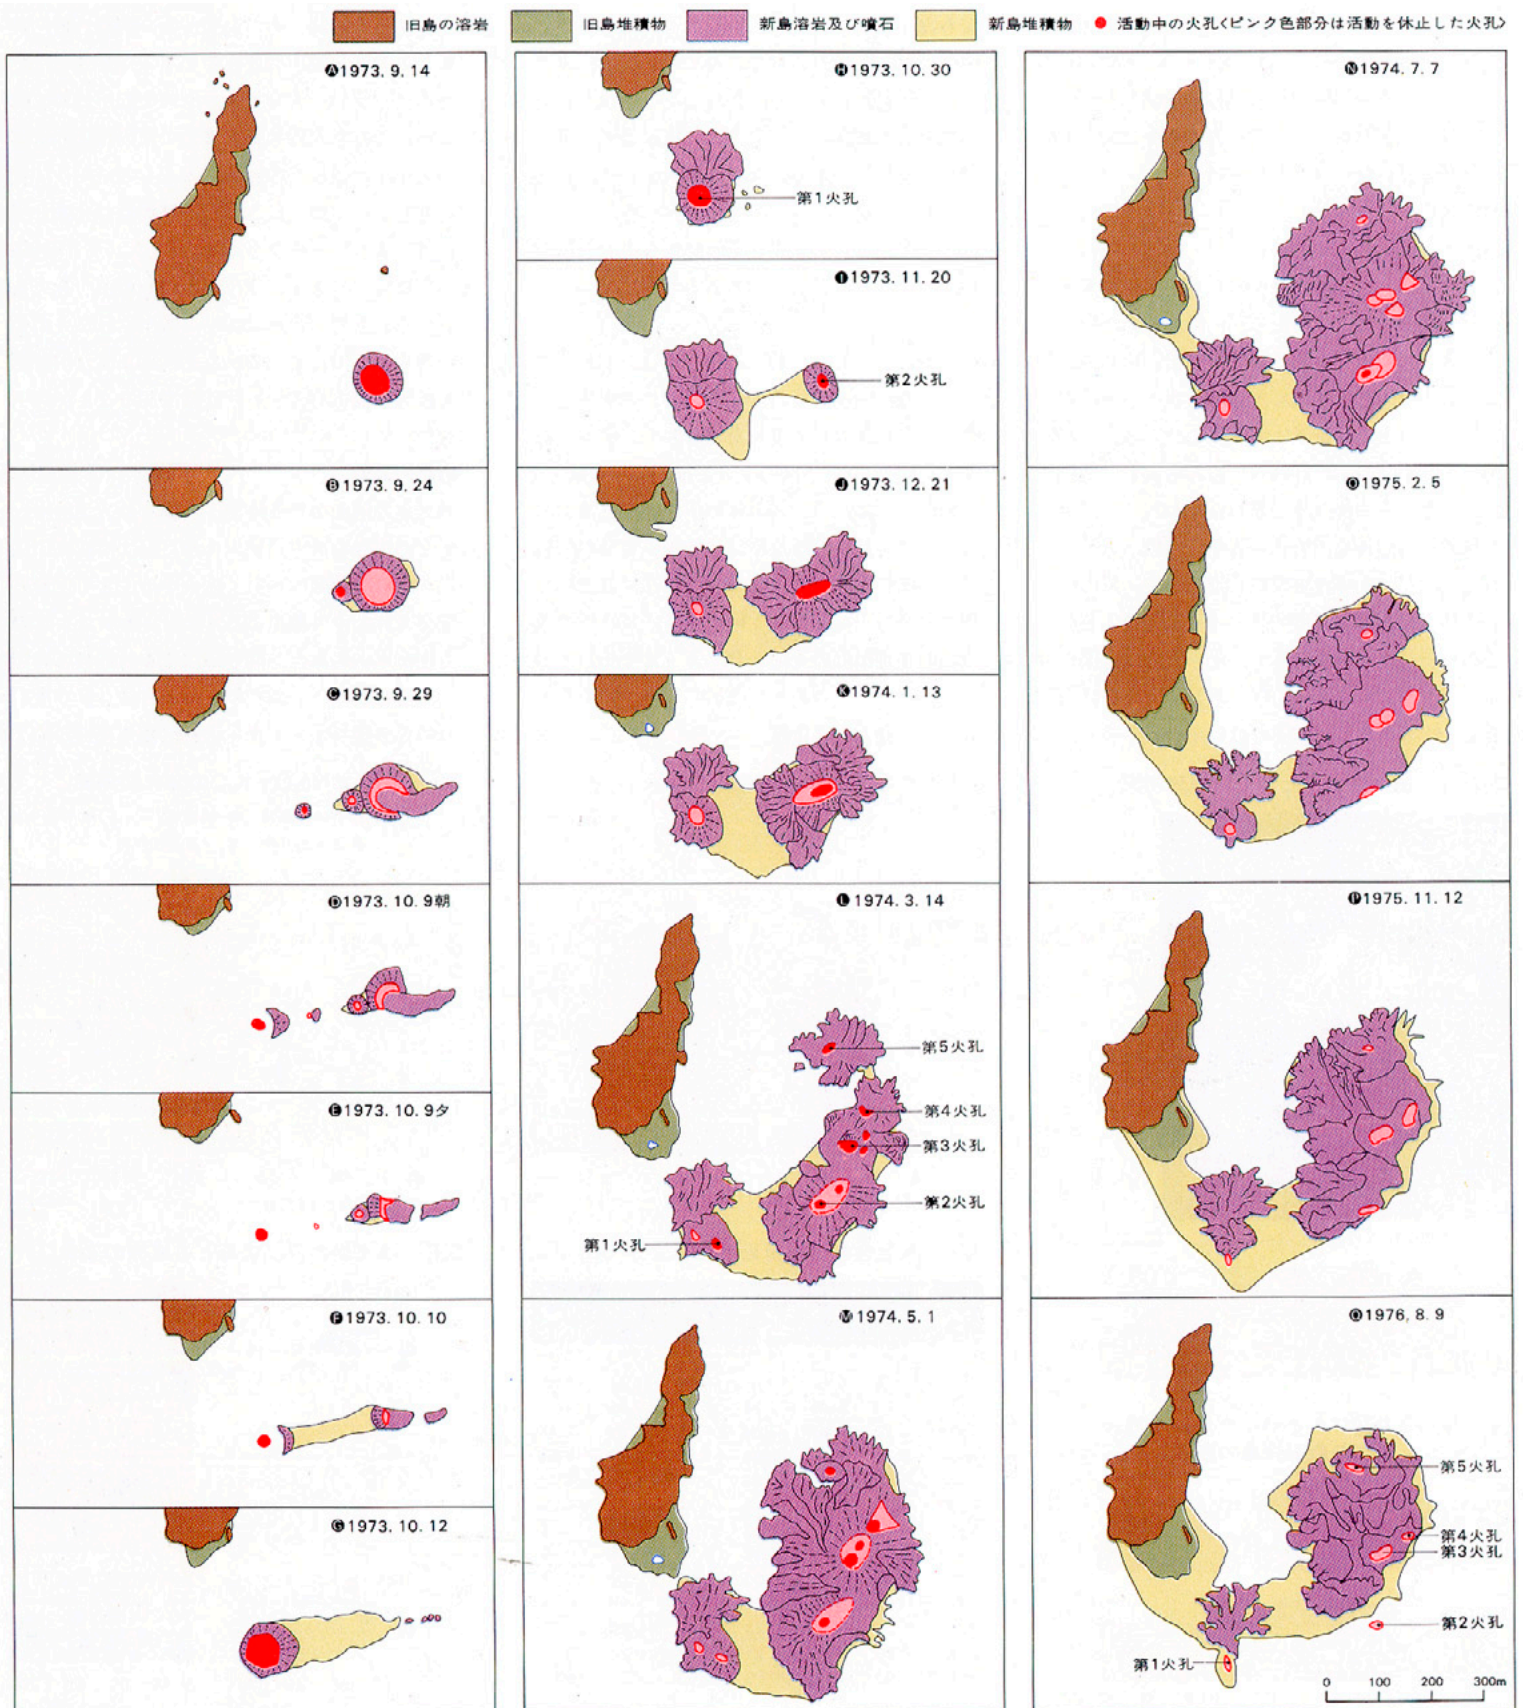 旧島の溶岩
旧島堆積物
新島溶岩及び噴石
新島堆積物
活動中の火孔<ピンク色部分は活動を休止した火孔>
Ⓐ1973.9.14
Ⓑ1973.9.24
Ⓒ1973.9.29
Ⓓ1973.10.9朝
Ⓔ1973.10.9夕
Ⓕ1973.10.10
Ⓖ1973.10.12
Ⓗ1973.10.30
第1火孔
Ⓘ1973.11.20
第2火孔
Ⓙ1973.12.21
Ⓚ1974.1.13
Ⓛ1974.3.14
第5火孔
第4火孔
第3火孔
第2火孔
第1火孔
Ⓜ1974.5.1
Ⓝ1974.7.7
Ⓞ1975.2.5
Ⓟ1975.11.12
Ⓠ1976.8.9
第5火孔
第4火孔
第3火孔
第2火孔
第1火孔
0 100 200 300m